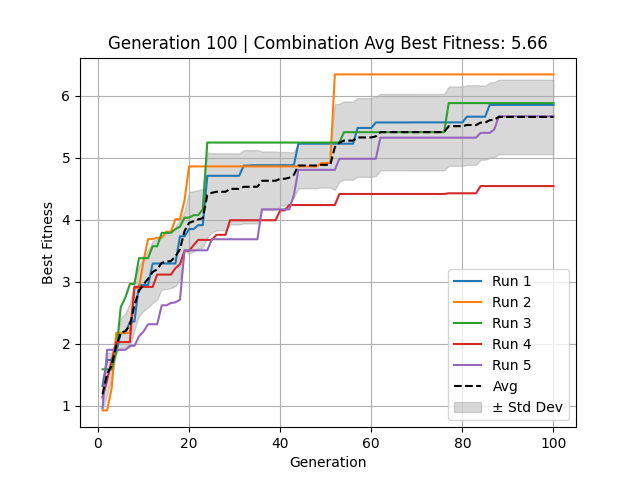 Generation 100 | Combination Avg Best Fitness: 5.66
Best Fitness
6
5
4
3
2
1
0
20
40
60
80
100
Generation
Run 1
Run 2
Run 3
Run 4
Run 5
Avg
± Std Dev